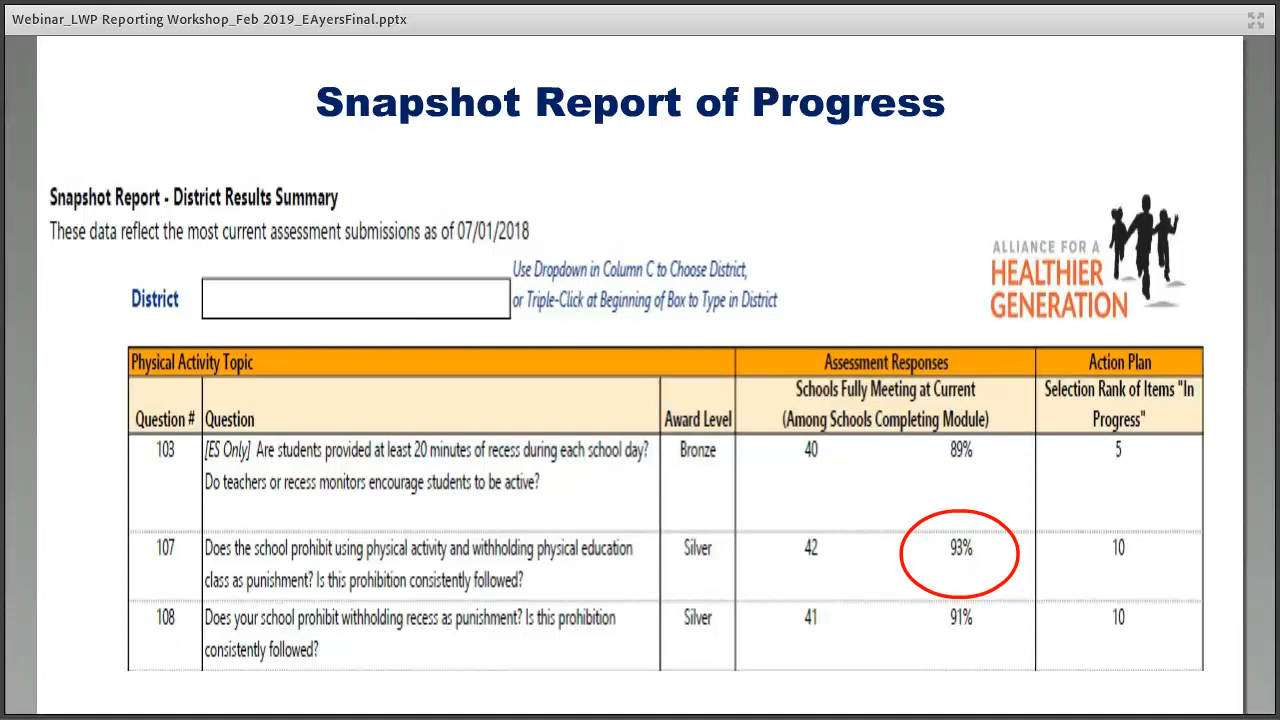 Webinar_LWP Reporting Workshop_Feb 2019_EAyersFinal.pptx
Snapshot Report of Progress
Snapshot Report - District Results Summary
These data reflect the most current assessment submissions as of 07/01/2018
District
Use Dropdown in Column C to Choose District,
or Triple-Click at Beginning of Box to Type in District
ALLIANCE FOR A
HEALTHIER
GENERATION
Physical Activity Topic Assessment Responses Action Plan
Schools Fully Meeting at Current Selection Rank of Items "In
Question # Question Award Level (Among Schools Completing Module) Progress"
103 [ES Only] Are students provided at least 20 minutes of recess during each school day? Bronze 40 89% 5
Do teachers or recess monitors encourage students to be active?
107 Does the school prohibit using physical activity and withholding physical education Silver 42 93% 10
class as punishment? Is this prohibition consistently followed?
108 Does your school prohibit withholding recess as punishment? Is this prohibition Silver 41 91% 10
consistently followed?